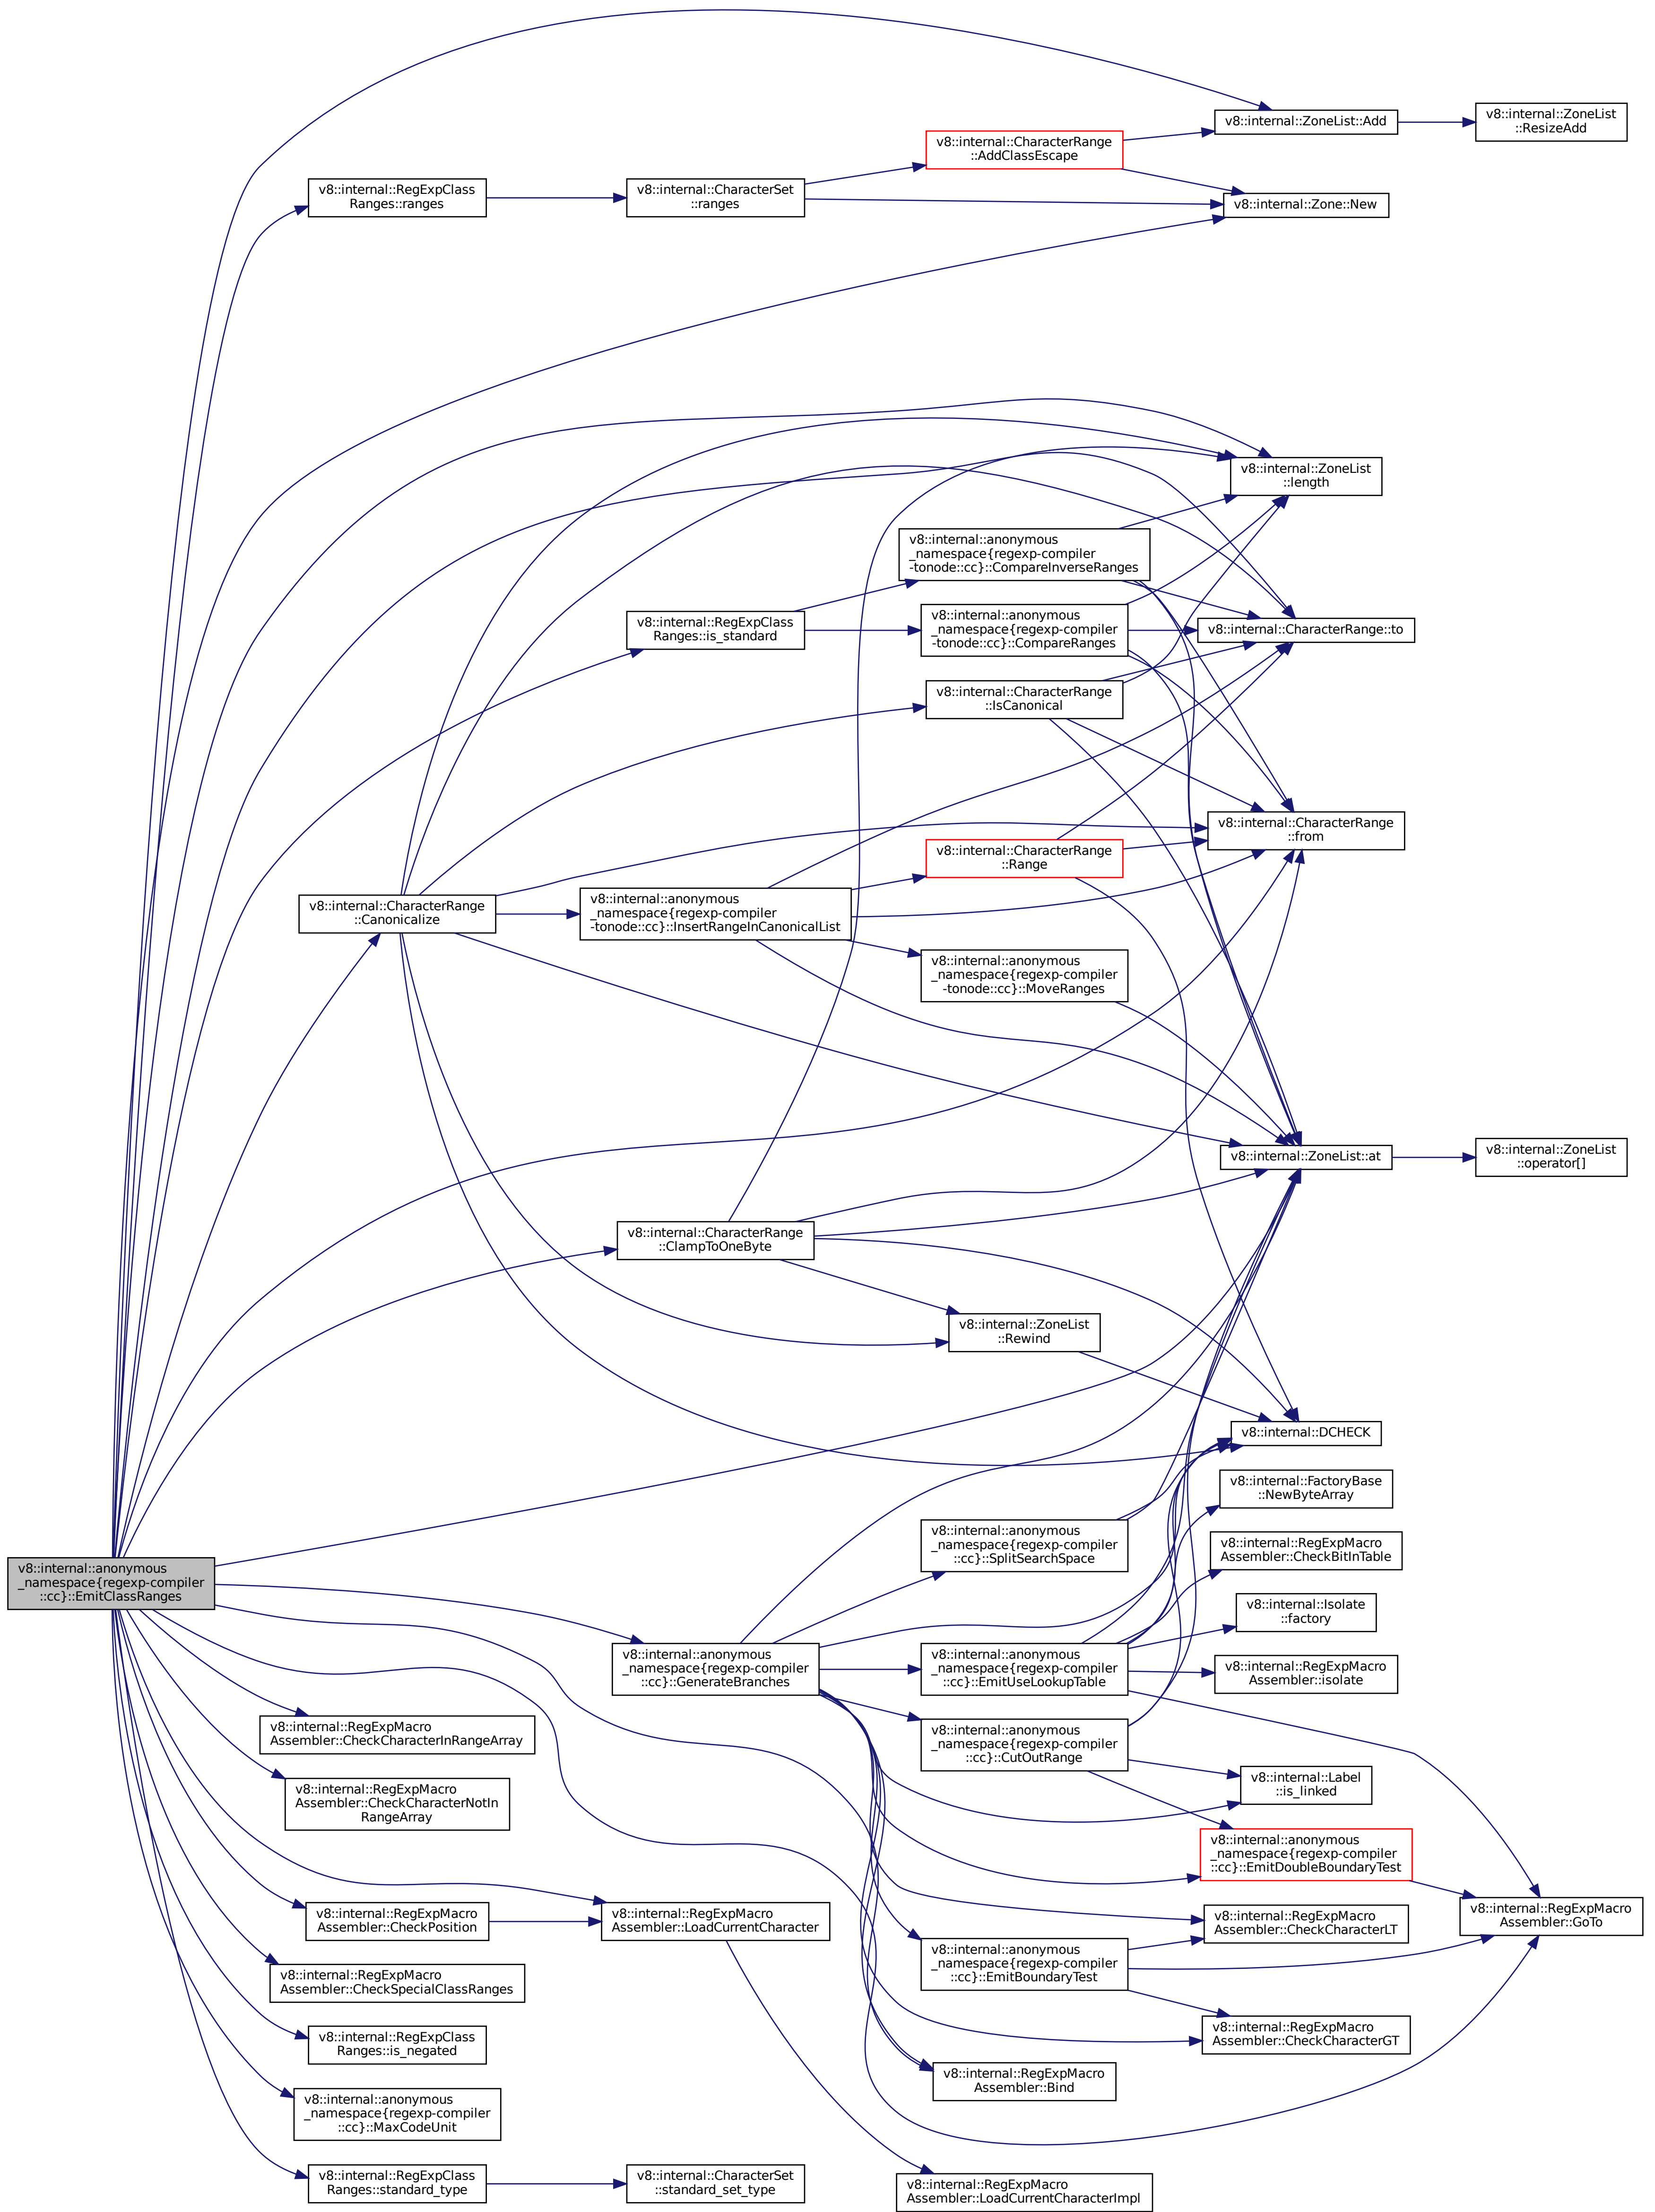 v8::internal::ZoneList::Add
v8::internal::ZoneList
::ResizeAdd
v8::internal::CharacterRange
::AddClassEscape
v8::internal::RegExpClass
Ranges::ranges
v8::internal::CharacterSet
::ranges
v8::internal::Zone::New
v8::internal::ZoneList
::length
v8::internal::anonymous
_namespace{regexp-compiler
-tonode::cc}::CompareInverseRanges
v8::internal::RegExpClass
Ranges::is_standard
v8::internal::anonymous
_namespace{regexp-compiler
-tonode::cc}::CompareRanges
v8::internal::CharacterRange::to
v8::internal::CharacterRange
::IsCanonical
v8::internal::CharacterRange
::from
v8::internal::CharacterRange
::Range
v8::internal::CharacterRange
::Canonicalize
v8::internal::anonymous
_namespace{regexp-compiler
-tonode::cc}::InsertRangeInCanonicalList
v8::internal::anonymous
_namespace{regexp-compiler
-tonode::cc}::MoveRanges
v8::internal::ZoneList::at
v8::internal::ZoneList
::operator[]
v8::internal::CharacterRange
::ClampToOneByte
v8::internal::ZoneList
::Rewind
v8::internal::DCHECK
v8::internal::FactoryBase
::NewByteArray
v8::internal::anonymous
_namespace{regexp-compiler
::cc}::SplitSearchSpace
v8::internal::RegExpMacro
Assembler::CheckBitInTable
v8::internal::anonymous
_namespace{regexp-compiler
::cc}::EmitClassRanges
v8::internal::Isolate
::factory
v8::internal::anonymous
_namespace{regexp-compiler
::cc}::GenerateBranches
v8::internal::anonymous
_namespace{regexp-compiler
::cc}::EmitUseLookupTable
v8::internal::RegExpMacro
Assembler::isolate
v8::internal::RegExpMacro
Assembler::CheckCharacterInRangeArray
v8::internal::anonymous
_namespace{regexp-compiler
::cc}::CutOutRange
v8::internal::Label
::is_linked
v8::internal::RegExpMacro
Assembler::CheckCharacterNotIn
RangeArray
v8::internal::anonymous
_namespace{regexp-compiler
::cc}::EmitDoubleBoundaryTest
v8::internal::RegExpMacro
Assembler::CheckPosition
v8::internal::RegExpMacro
Assembler::LoadCurrentCharacter
v8::internal::RegExpMacro
Assembler::CheckCharacterLT
v8::internal::RegExpMacro
Assembler::GoTo
v8::internal::anonymous
_namespace{regexp-compiler
::cc}::EmitBoundaryTest
v8::internal::RegExpMacro
Assembler::CheckSpecialClassRanges
v8::internal::RegExpClass
Ranges::is_negated
v8::internal::RegExpMacro
Assembler::CheckCharacterGT
v8::internal::RegExpMacro
Assembler::Bind
v8::internal::anonymous
_namespace{regexp-compiler
::cc}::MaxCodeUnit
v8::internal::RegExpClass
Ranges::standard_type
v8::internal::CharacterSet
::standard_set_type
v8::internal::RegExpMacro
Assembler::LoadCurrentCharacterImpl